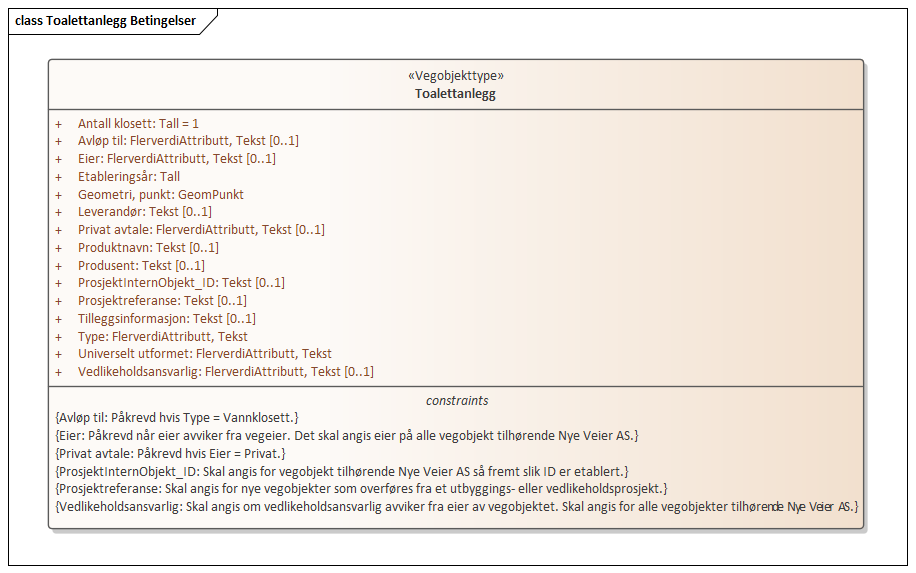 class Toalettanlegg Betingelser
«Vegobjekttype»
Toalettanlegg
+ Antall klosett: Tall = 1
+ Avløp til: FlerverdiAttributt, Tekst [0..1]
+ Eier: FlerverdiAttributt, Tekst [0..1]
+ Etableringsår: Tall
+ Geometri, punkt: GeomPunkt
+ Leverandør: Tekst [0..1]
+ Privat avtale: FlerverdiAttributt, Tekst [0..1]
+ Produktnavn: Tekst [0..1]
+ Produsent: Tekst [0..1]
+ ProsjektInternObjekt_ID: Tekst [0..1]
+ Prosjektreferanse: Tekst [0..1]
+ Tilleggsinformasjon: Tekst [0..1]
+ Type: FlerverdiAttributt, Tekst
+ Universelt utformet: FlerverdiAttributt, Tekst
+ Vedlikeholdsansvarlig: FlerverdiAttributt, Tekst [0..1]
constraints
{Avløp til: Påkrevd hvis Type = Vannklosett.}
{Eier: Påkrevd når eier avviker fra vegeier. Det skal angis eier på alle vegobjekt tilhørende Nye Veier AS.}
{Privat avtale: Påkrevd hvis Eier = Privat.}
{ProsjektInternObjekt_ID: Skal angis for vegobjekt tilhørende Nye Veier AS så fremt slik ID er etablert.}
{Prosjektreferanse: Skal angis for nye vegobjekter som overføres fra et utbyggings- eller vedlikeholdsprosjekt.}
{Vedlikeholdsansvarlig: Skal angis om vedlikeholdsansvarlig avviker fra eier av vegobjektet. Skal angis for alle vegobjekter tilhørende Nye Veier AS.}